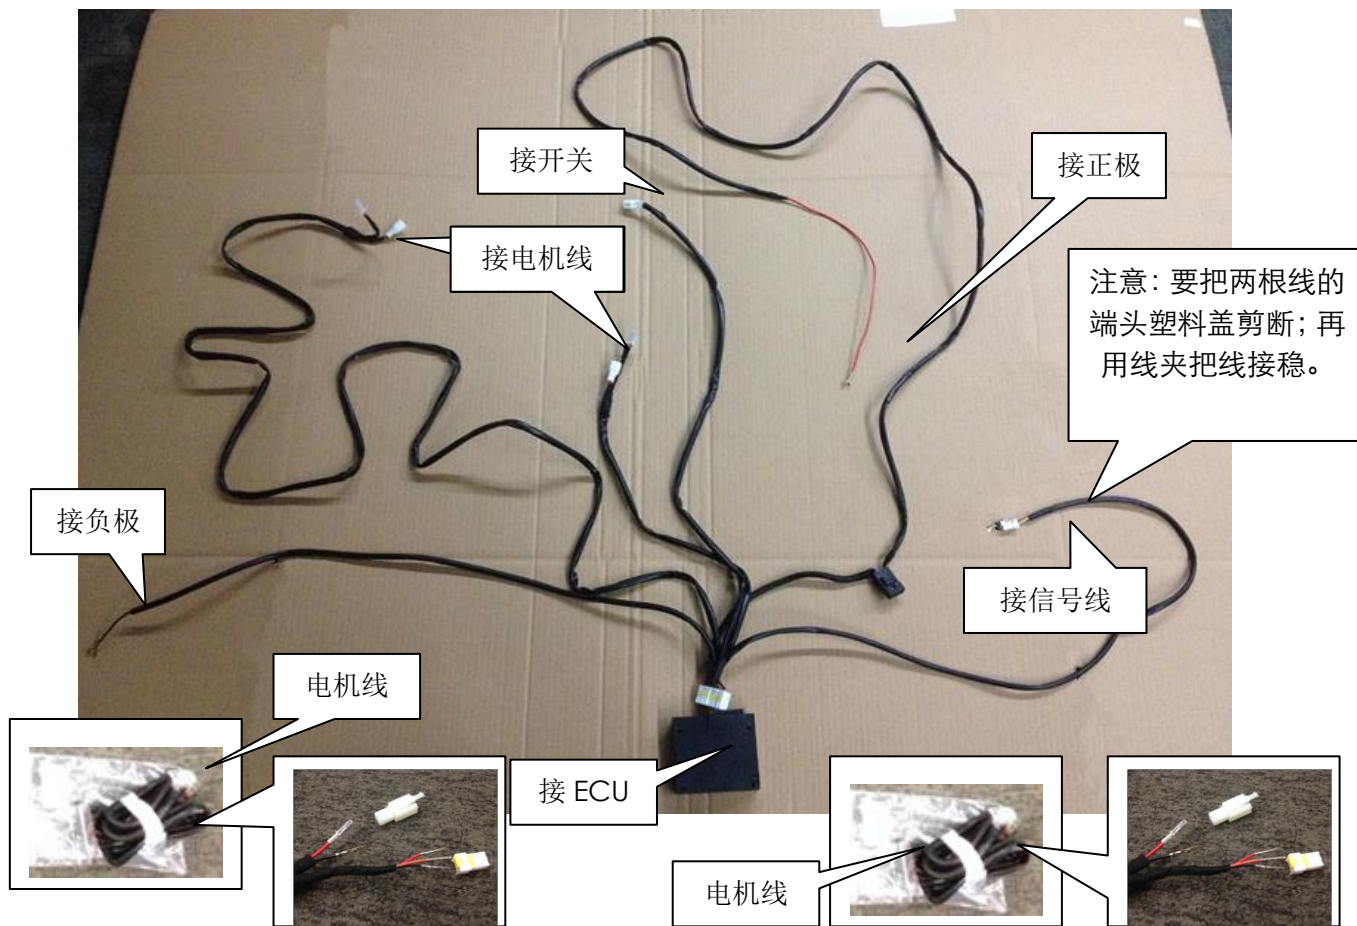 接开关
接正极
接电机线
注意：要把两根线的
端头塑料盖剪断；再
用线夹把线接稳。
接负极
接信号线
电机线
接 ECU
电机线